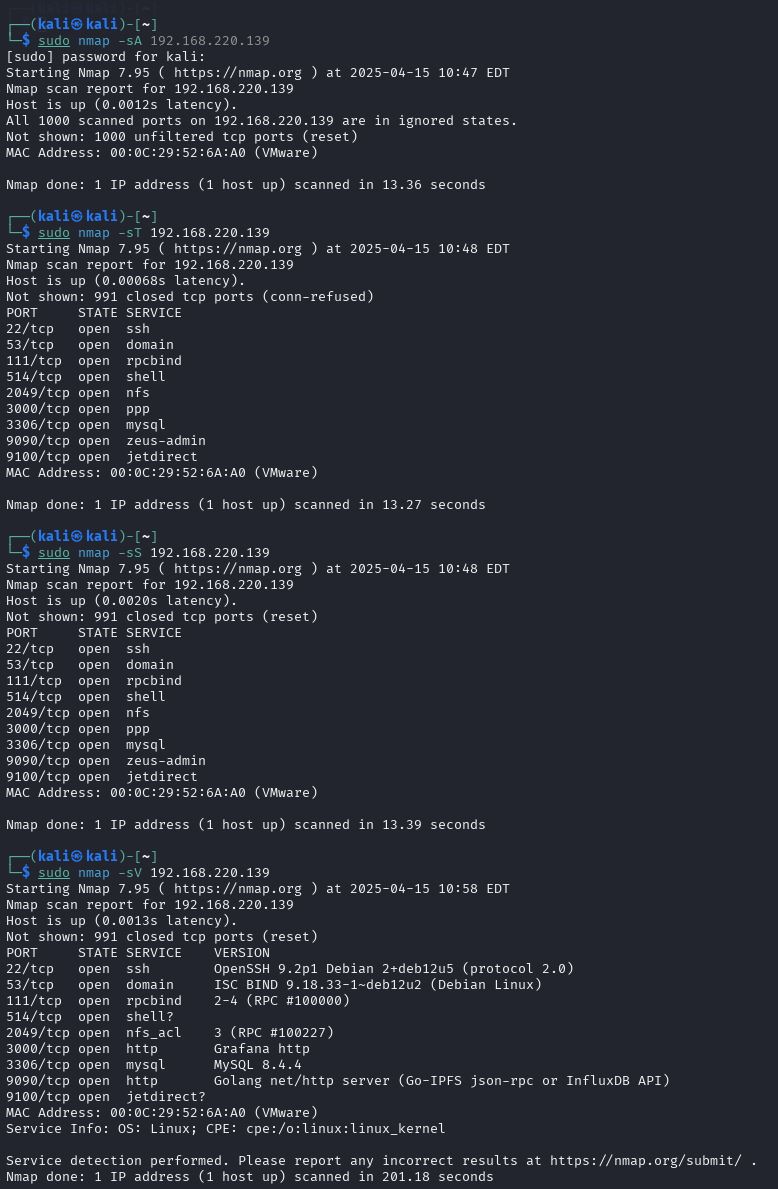 ┌──(kali㉿kali)-[~]
└─$ sudo nmap -sA 192.168.220.139
[sudo] password for kali:
Starting Nmap 7.95 ( https://nmap.org ) at 2025-04-15 10:47 EDT
Nmap scan report for 192.168.220.139
Host is up (0.0012s latency).
All 1000 scanned ports on 192.168.220.139 are in ignored states.
Not shown: 1000 unfiltered tcp ports (reset)
MAC Address: 00:0C:29:52:6A:A0 (VMware)
Nmap done: 1 IP address (1 host up) scanned in 13.36 seconds
┌──(kali㉿kali)-[~]
└─$ sudo nmap -sT 192.168.220.139
Starting Nmap 7.95 ( https://nmap.org ) at 2025-04-15 10:48 EDT
Nmap scan report for 192.168.220.139
Host is up (0.00068s latency).
Not shown: 991 closed tcp ports (conn-refused)
PORT     STATE SERVICE
22/tcp   open  ssh
53/tcp   open  domain
111/tcp  open  rpcbind
514/tcp  open  shell
2049/tcp open  nfs
3000/tcp open  ppp
3306/tcp open  mysql
9090/tcp open  zeus-admin
9100/tcp open  jetdirect
MAC Address: 00:0C:29:52:6A:A0 (VMware)
Nmap done: 1 IP address (1 host up) scanned in 13.27 seconds
┌──(kali㉿kali)-[~]
└─$ sudo nmap -sS 192.168.220.139
Starting Nmap 7.95 ( https://nmap.org ) at 2025-04-15 10:48 EDT
Nmap scan report for 192.168.220.139
Host is up (0.0020s latency).
Not shown: 991 closed tcp ports (reset)
PORT     STATE SERVICE
22/tcp   open  ssh
53/tcp   open  domain
111/tcp  open  rpcbind
514/tcp  open  shell
2049/tcp open  nfs
3000/tcp open  ppp
3306/tcp open  mysql
9090/tcp open  zeus-admin
9100/tcp open  jetdirect
MAC Address: 00:0C:29:52:6A:A0 (VMware)
Nmap done: 1 IP address (1 host up) scanned in 13.39 seconds
┌──(kali㉿kali)-[~]
└─$ sudo nmap -sV 192.168.220.139
Starting Nmap 7.95 ( https://nmap.org ) at 2025-04-15 10:58 EDT
Nmap scan report for 192.168.220.139
Host is up (0.0013s latency).
Not shown: 991 closed tcp ports (reset)
PORT     STATE SERVICE    VERSION
22/tcp   open  ssh        OpenSSH 9.2p1 Debian 2+deb12u5 (protocol 2.0)
53/tcp   open  domain     ISC BIND 9.18.33-1~deb12u2 (Debian Linux)
111/tcp  open  rpcbind    2-4 (RPC #100000)
514/tcp  open  shell?
2049/tcp open  nfs_acl    3 (RPC #100227)
3000/tcp open  http       Grafana http
3306/tcp open  mysql      MySQL 8.4.4
9090/tcp open  http       Golang net/http server (Go-IPFS json-rpc or InfluxDB API)
9100/tcp open  jetdirect?
MAC Address: 00:0C:29:52:6A:A0 (VMware)
Service Info: OS: Linux; CPE: cpe:/o:linux:linux_kernel
Service detection performed. Please report any incorrect results at https://nmap.org/submit/ .
Nmap done: 1 IP address (1 host up) scanned in 201.18 seconds